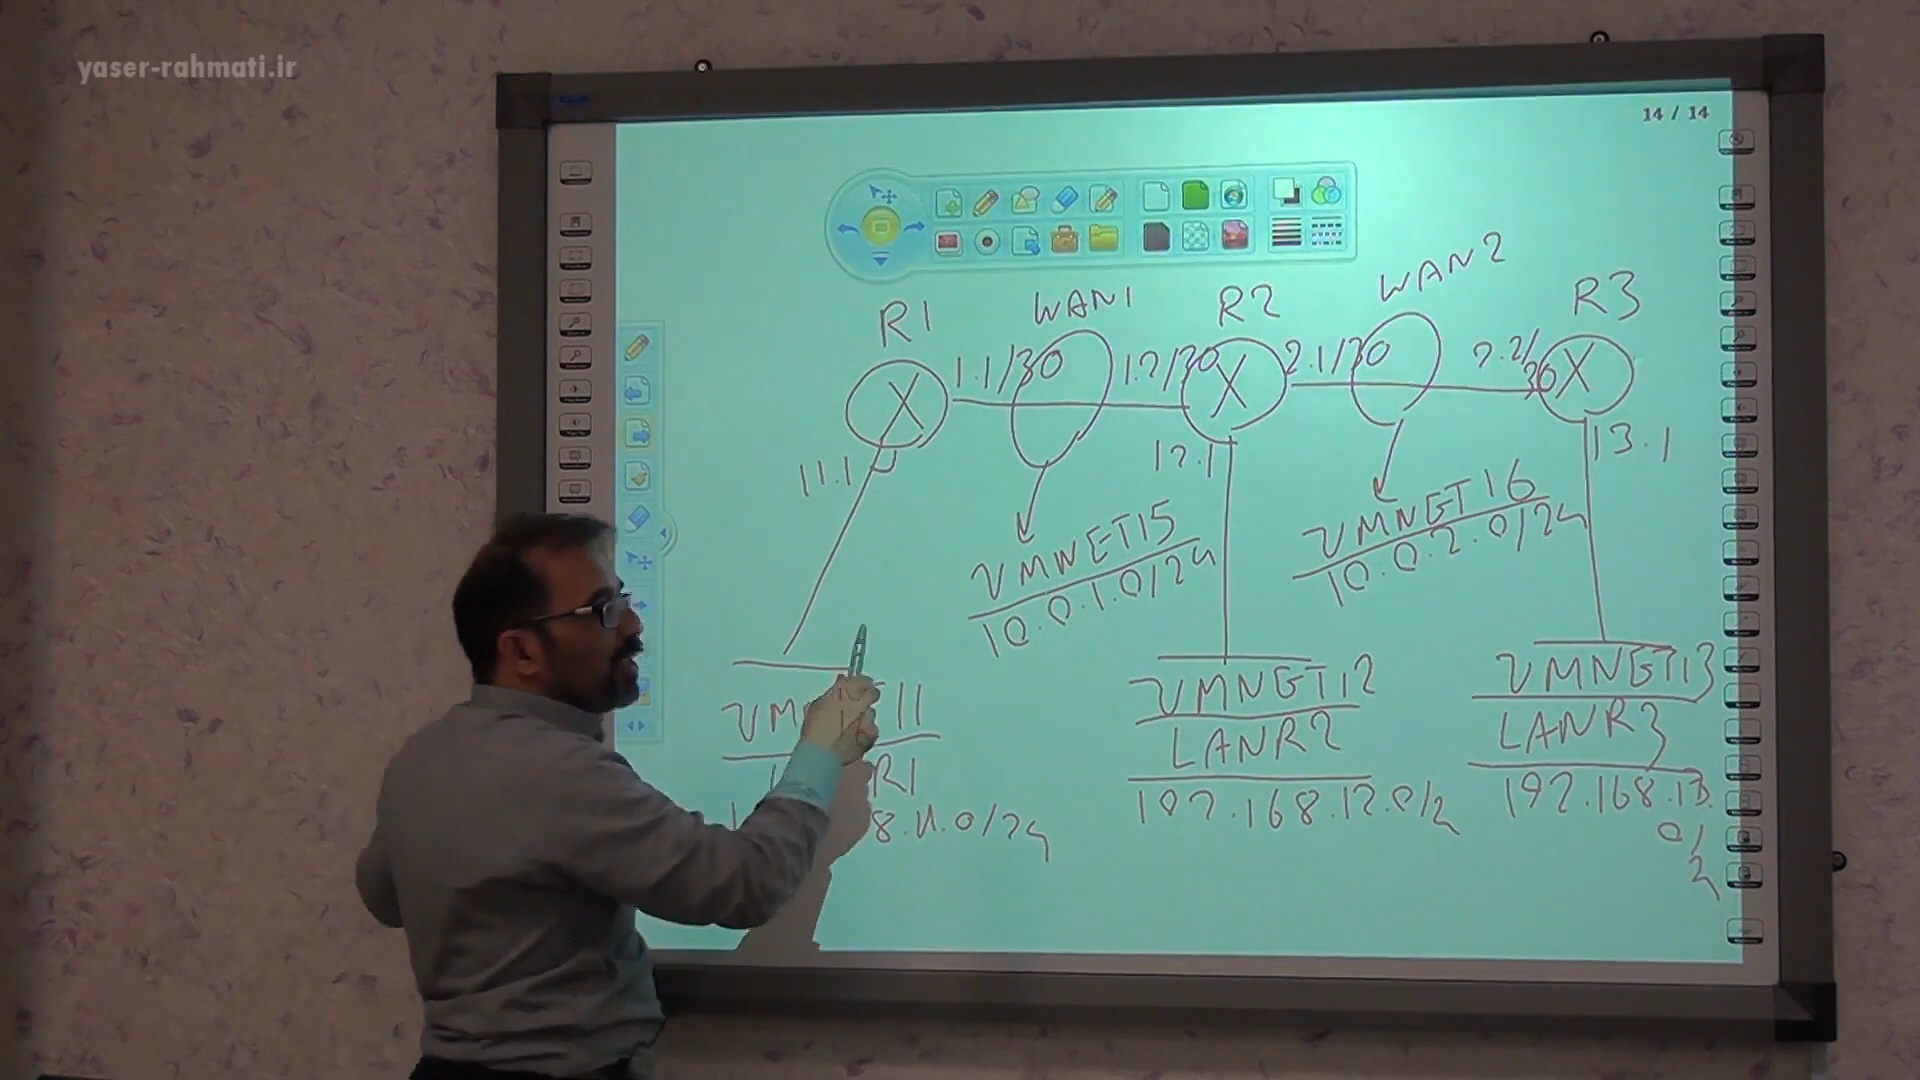 yaser-rahmati.ir
14 / 14
R1
WAN1
R2
WAN2
R3
1.1/30
1.2/30
2.1/30
2.2/30
11.1
12.1
13.1
VMNET15
10.0.1.0/24
VMNET16
10.0.2.0/24
11
R1
8.11.0/24
VMNET12
LANR2
192.168.12.0/2
VMNET13
LANR3
192.168.13.
0/
2